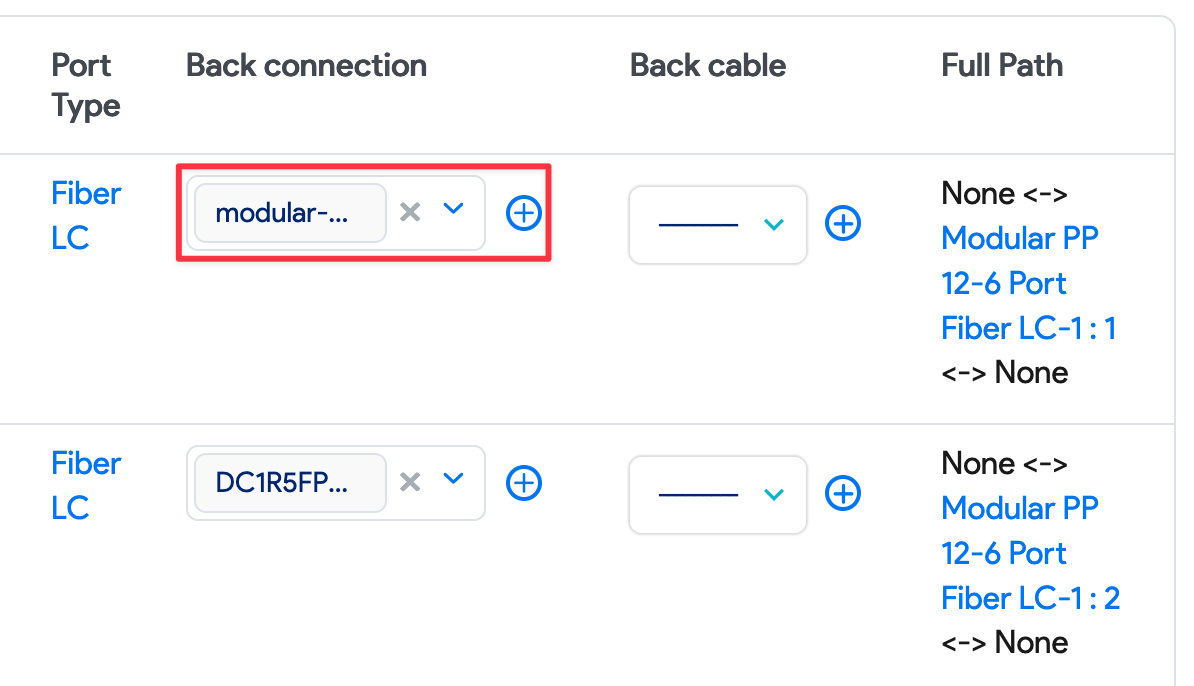 Port Type
Back connection
Back cable
Full Path
Fiber LC
modular-...
None <->
Modular PP
12-6 Port
Fiber LC-1 : 1
<-> None
Fiber LC
DC1R5FP...
None <->
Modular PP
12-6 Port
Fiber LC-1 : 2
<-> None